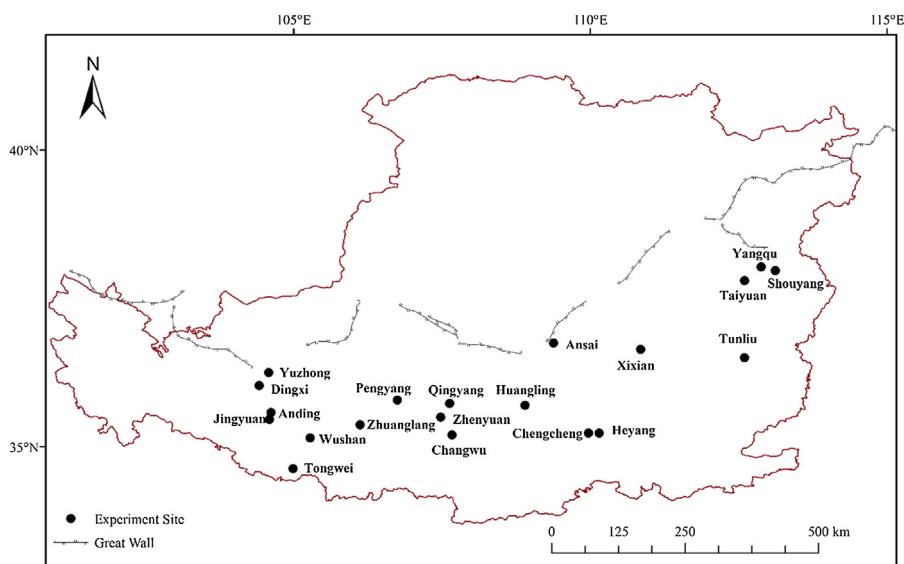 105°E 110°E 115°E
N
40°N
35°N
Yangqu
Shouyang
Taiyuan
Tunliu
Ansai
Xixian
Yuzhong
Dingxi
Pengyang
Qingyang
Huangling
Anding
Jingyuan
Zhuanglang
Zhenyuan
Wushan
Changwu
Chengcheng
Heyang
Tongwei
Experiment Site
Great Wall
0 125 250 500 km